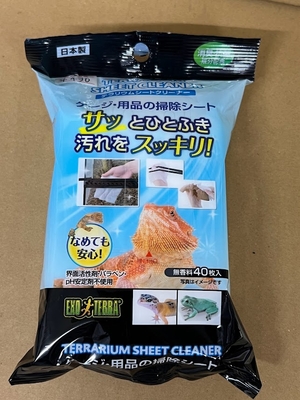 日本製
TERRARIUM
SHEET CLEANER
テラリウムシートクリーナー
ケージ・用品の掃除シート
サッとひとふき
汚れをスッキリ!
なめても
安心!
界面活性剤・パラベン・
pH安定剤不使用
無香料40枚入
写真はイメージです
EXO TERRA
TERRARIUM SHEET CLEANER
ケージ・用品の掃除シート